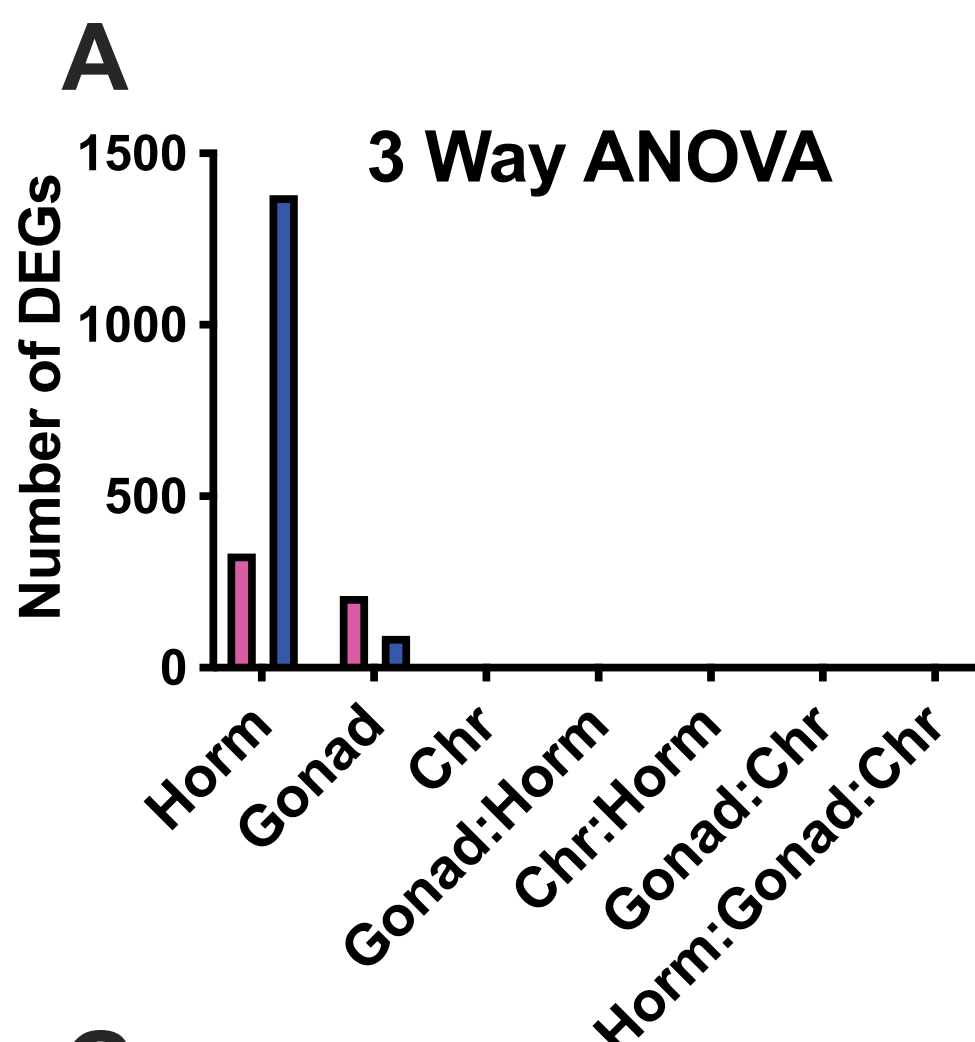 A
3 Way ANOVA
Number of DEGs
1500
1000
500
0
Horm
Gonad
Chr
Gonad:Horm
Chr:Horm
Gonad:Chr
Horm:Gonad:Chr